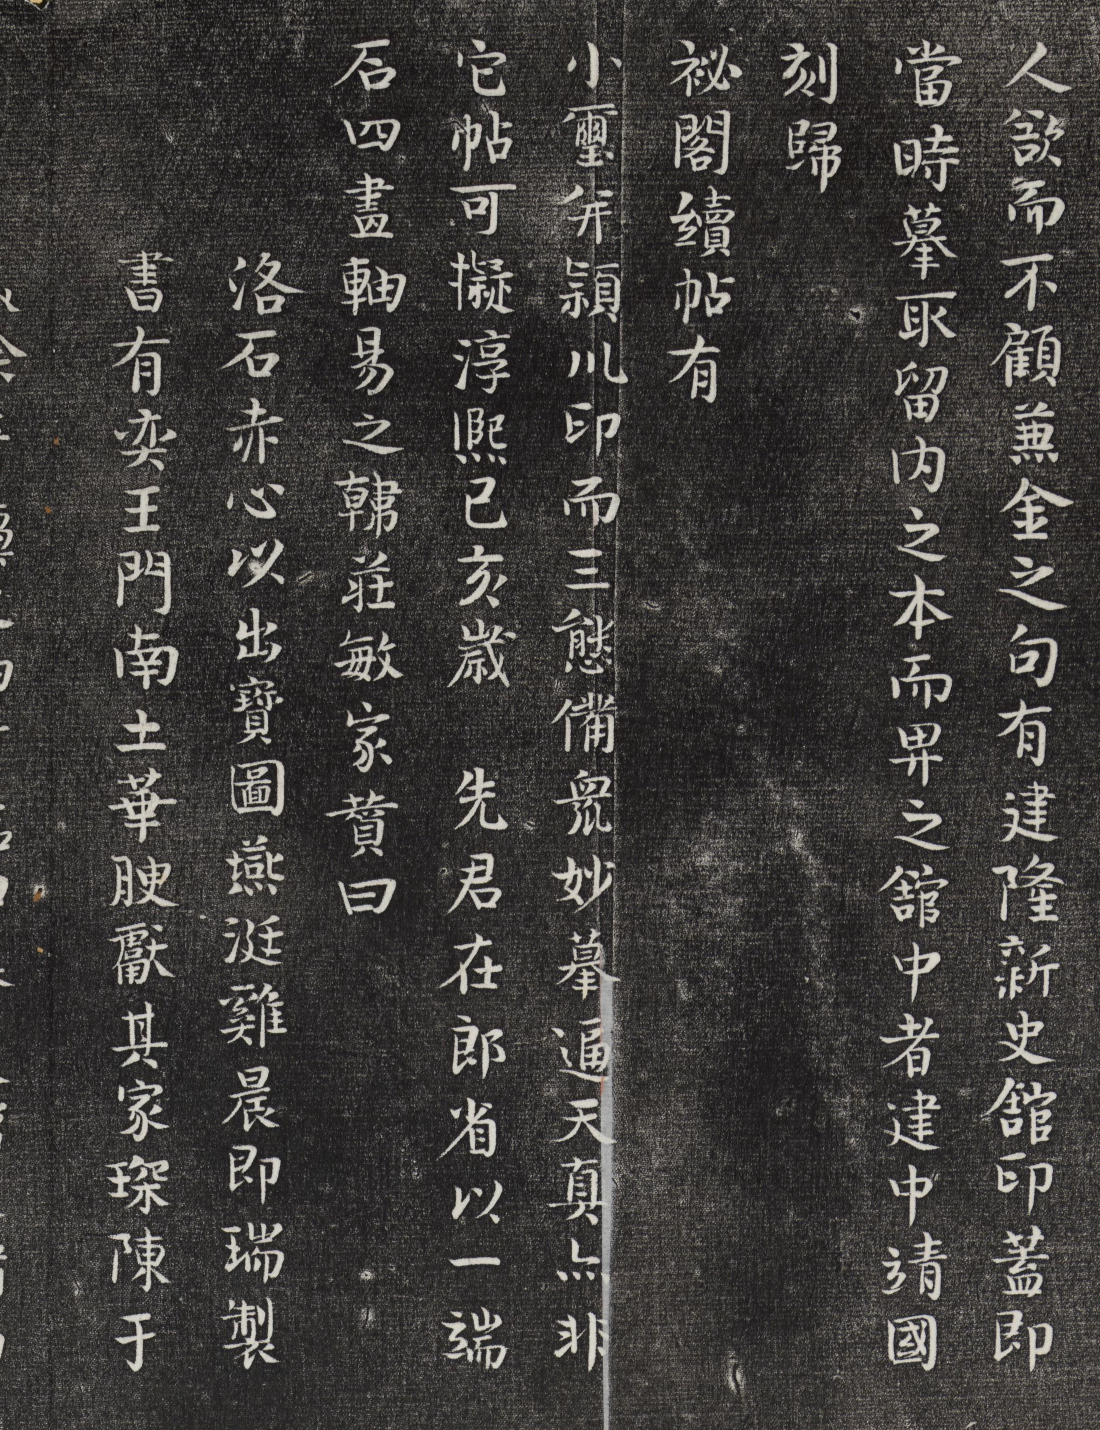 人欲而不顧兼金之句有建隆新史館印蓋即
當時摹取留内之本而畀之館中者建中靖國
刻歸
祕閣續帖有
小璽并潁川印而三態備衆妙摹逼天真亦非
它帖可擬淳熙已亥歲 先君在郎省以一端
石四畫軸易之韓莊敏家贊曰
洛石赤心以出寶圖燕涎雞晨即瑞製
書有奕王門南土華腴獻其家琛陳于